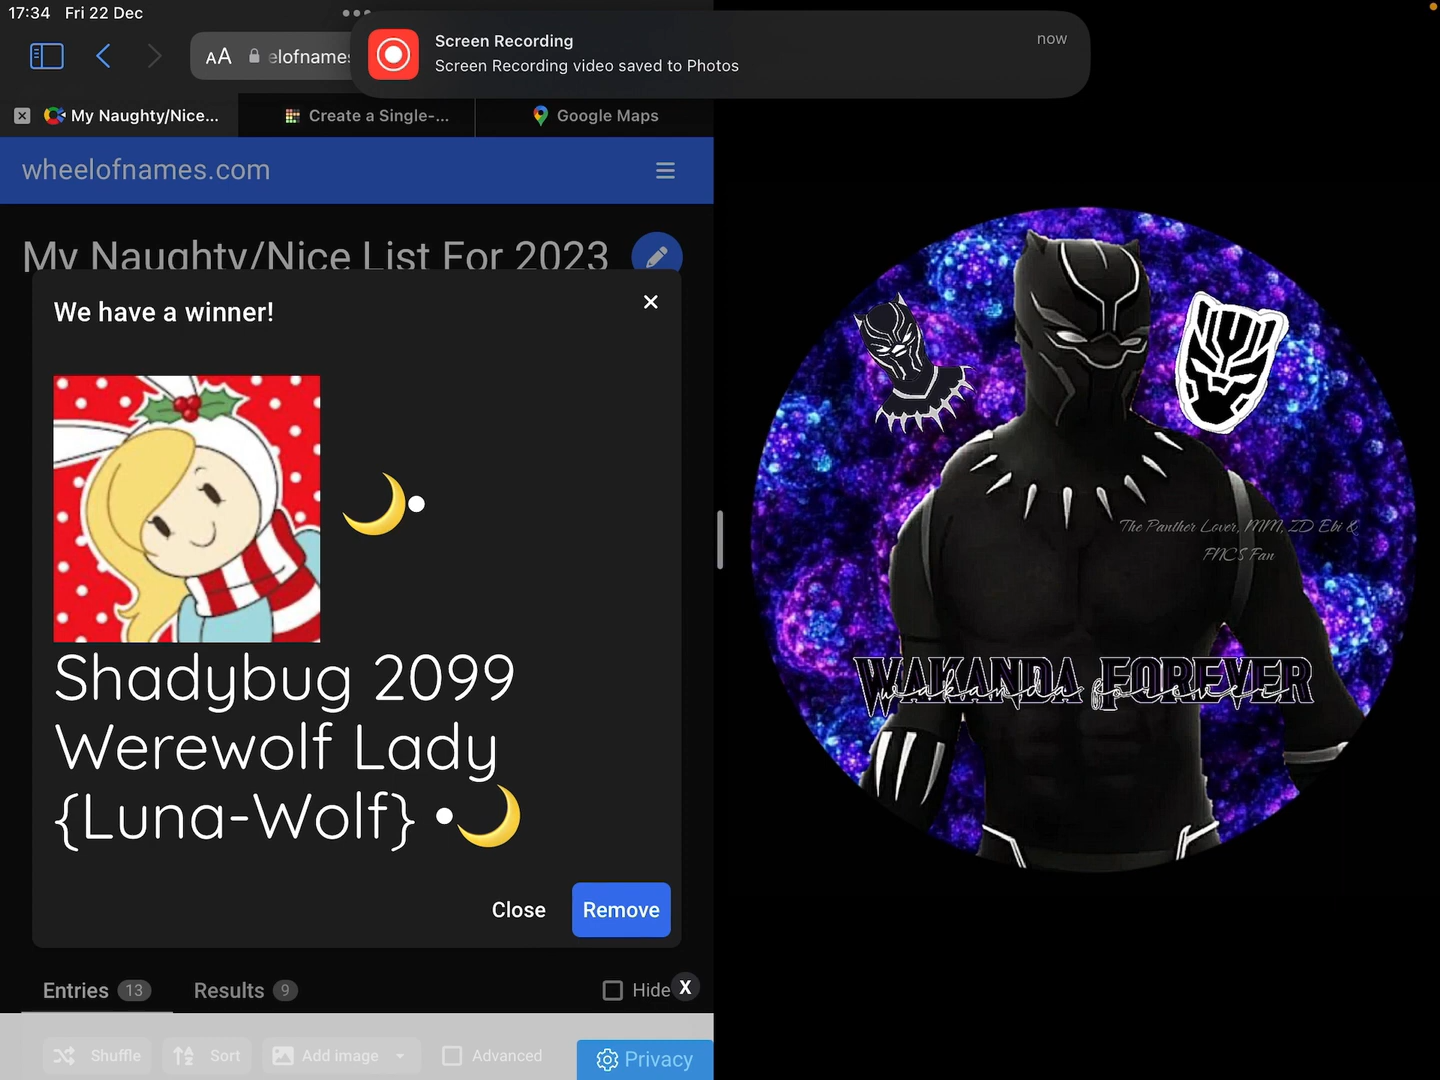 17:34 Fri 22 Dec
Screen Recording
now
Screen Recording video saved to Photos
AA elofnames
My Naughty/Nice...
Create a Single-...
Google Maps
wheelofnames.com
My Naughty/Nice List For 2023
We have a winner!
🌙•
Shadybug 2099
Werewolf Lady
{Luna-Wolf} •🌙
Close
Remove
Entries 13
Results 9
Hide
X
Shuffle
Sort
Add image
Advanced
Privacy
The Panther Lover, MM, ZD Ebi &
FNCS Fan
WAKANDA FOREVER
wakanda forever